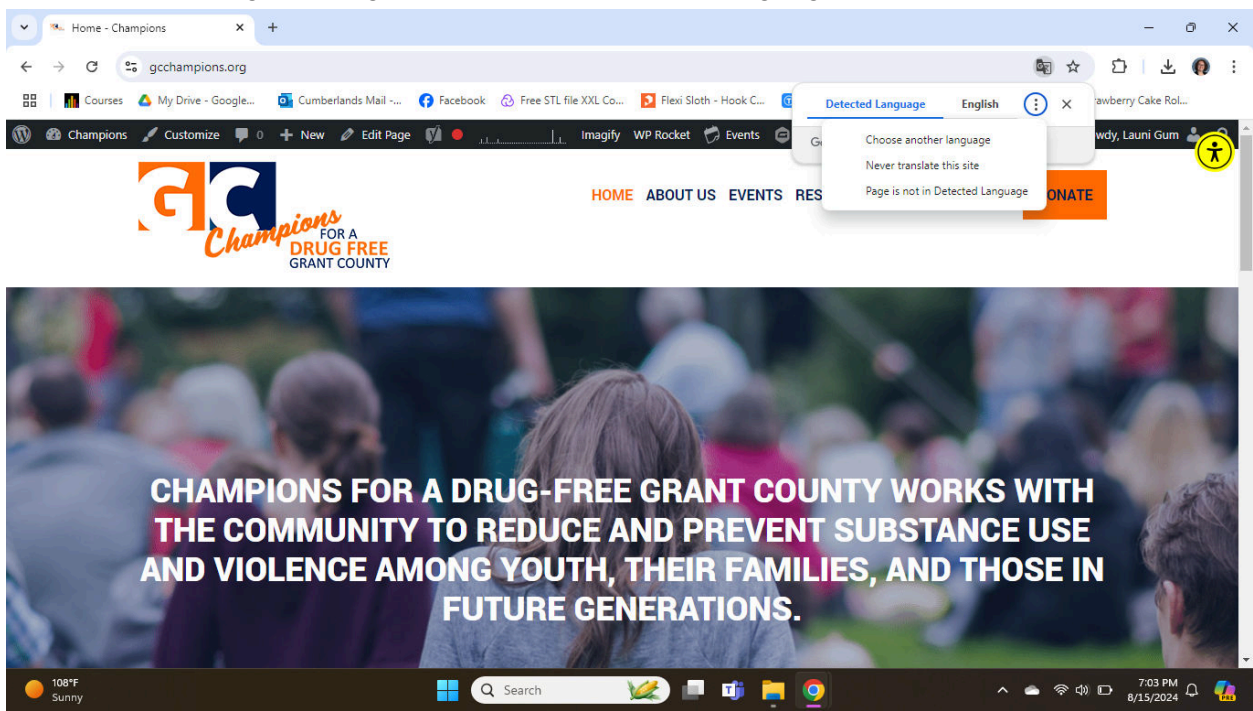 Home - Champions
gcchampions.org
Courses
My Drive - Google...
Cumberlands Mail -...
Facebook
Free STL file XXL Co...
Flexi Sloth - Hook C...
rawberry Cake Rol...
Detected Language English
Champions Customize 0 New Edit Page Imagify WP Rocket Events
wdy, Launi Gum
Choose another language
Never translate this site
Page is not in Detected Language
GC
Champions
FOR A
DRUG FREE
GRANT COUNTY
HOME ABOUT US EVENTS RES
ONATE
CHAMPIONS FOR A DRUG-FREE GRANT COUNTY WORKS WITH
THE COMMUNITY TO REDUCE AND PREVENT SUBSTANCE USE
AND VIOLENCE AMONG YOUTH, THEIR FAMILIES, AND THOSE IN
FUTURE GENERATIONS.
108°F
Sunny
Search
7:03 PM
8/15/2024